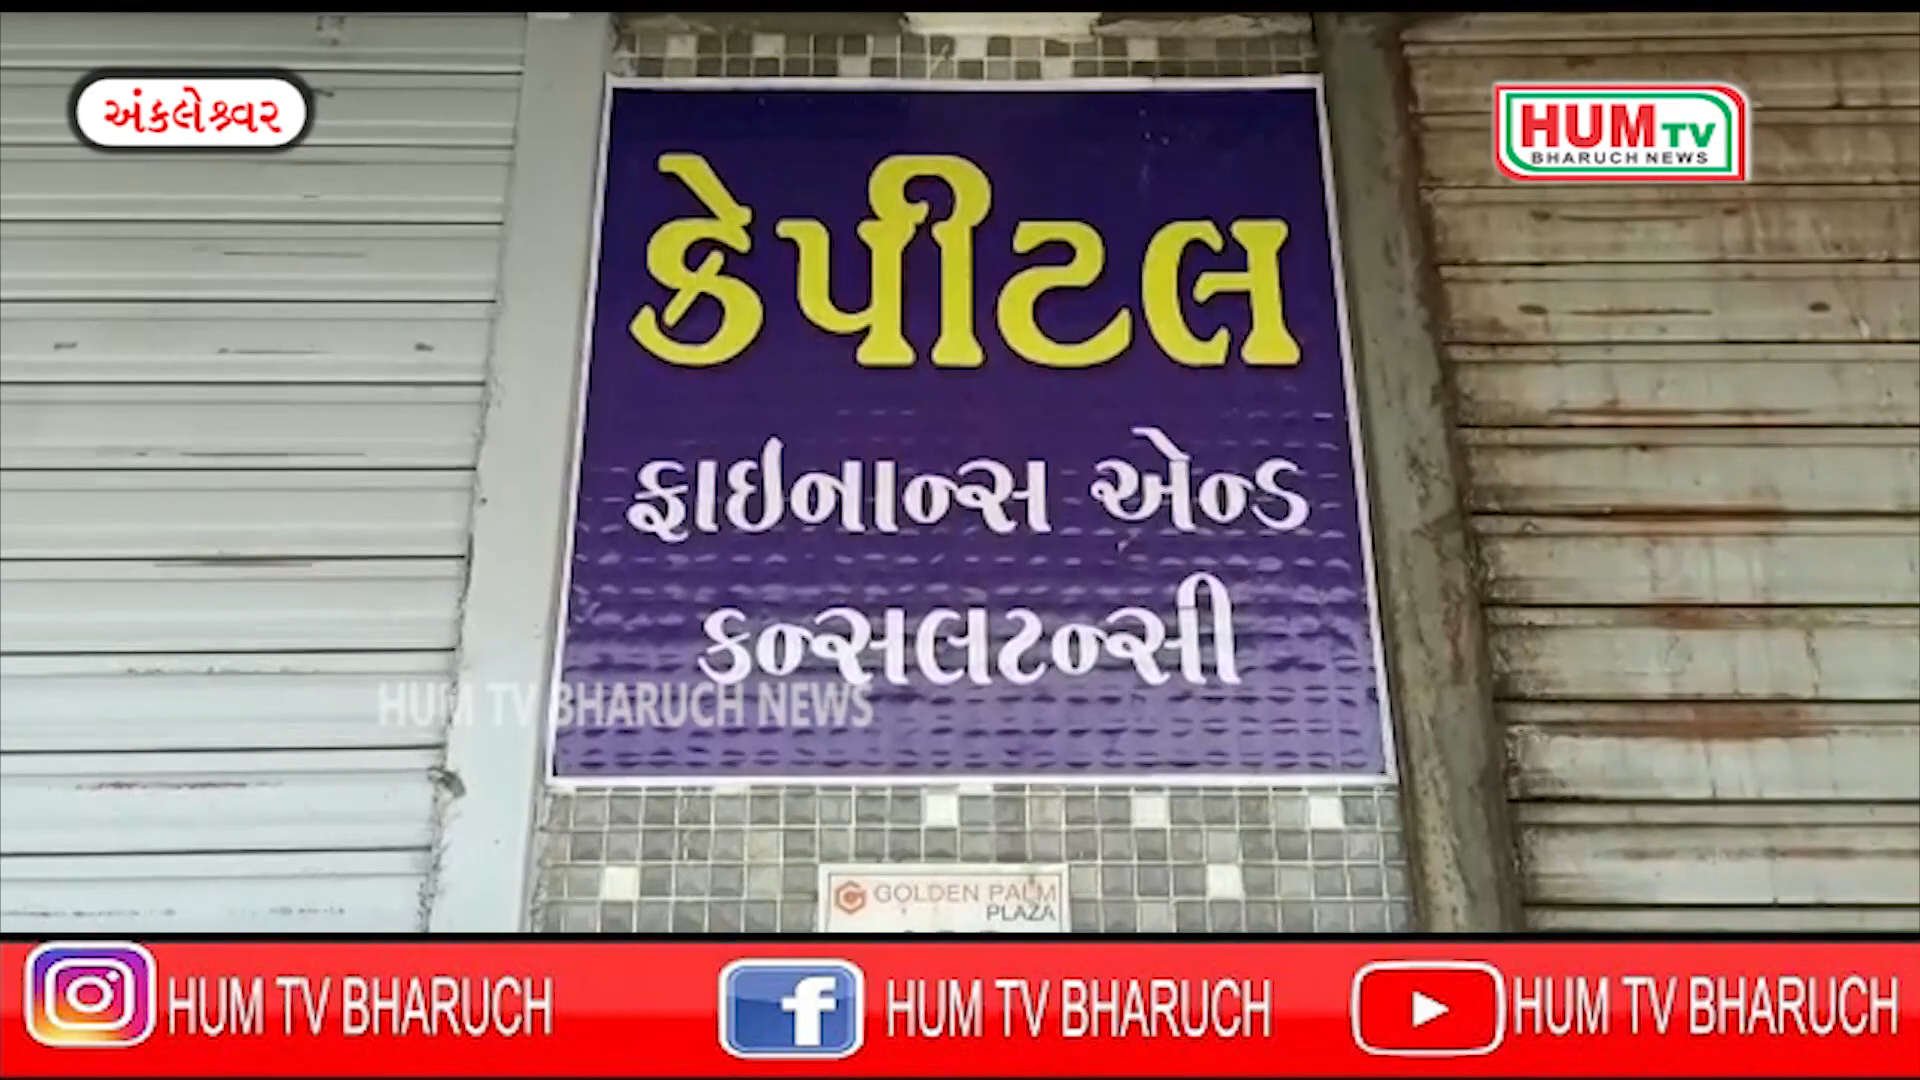 અંકલેશ્વર
HUM TV
BHARUCH NEWS
કેપીટલ
ફાઇનાન્સ એન્ડ
કન્સલટન્સી
HUM TV BHARUCH NEWS
GOLDEN PALM
PLAZA
HUM TV BHARUCH
HUM TV BHARUCH
HUM TV BHARUCH